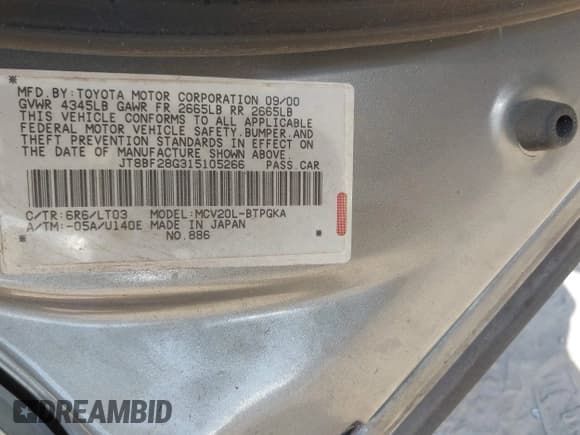 MFD.BY:TOYOTA MOTOR CORPORATION 09/00
GVWR 4345LB GAWR FR 2665LB RR 2665LB
THIS VEHICLE CONFORMS TO ALL APPLICABLE
FEDERAL MOTOR VEHICLE SAFETY.BUMPER.AND
THEFT PREVENTION STANDARDS IN EFFECT ON
THE DATE OF MANUFACTURE SHOWN ABOVE.
JT8BF28G315105266 PASS.CAR
C/TR:6R6/LT03 MODEL:MCV20L-BTPGKA
A/TM:-05A/U140E MADE IN JAPAN
NO.886
DREAMBID